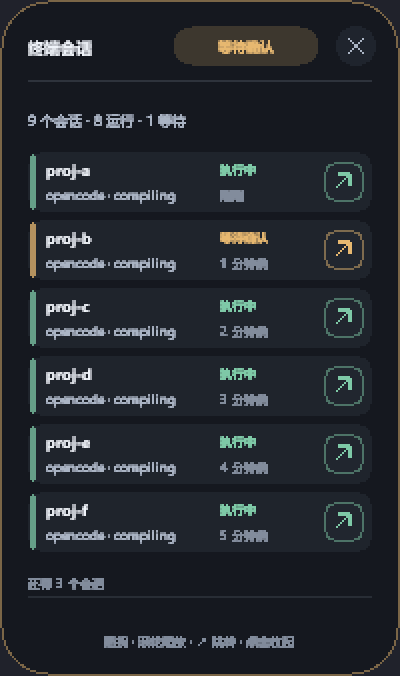 终端会话
等待确认
9 个会话 · 8 运行 · 1 等待
proj-a
执行中
opencode · compiling
刚刚
proj-b
等待确认
opencode · compiling
1 分钟前
proj-c
执行中
opencode · compiling
2 分钟前
proj-d
执行中
opencode · compiling
3 分钟前
proj-e
执行中
opencode · compiling
4 分钟前
proj-f
执行中
opencode · compiling
5 分钟前
还有 3 个会话